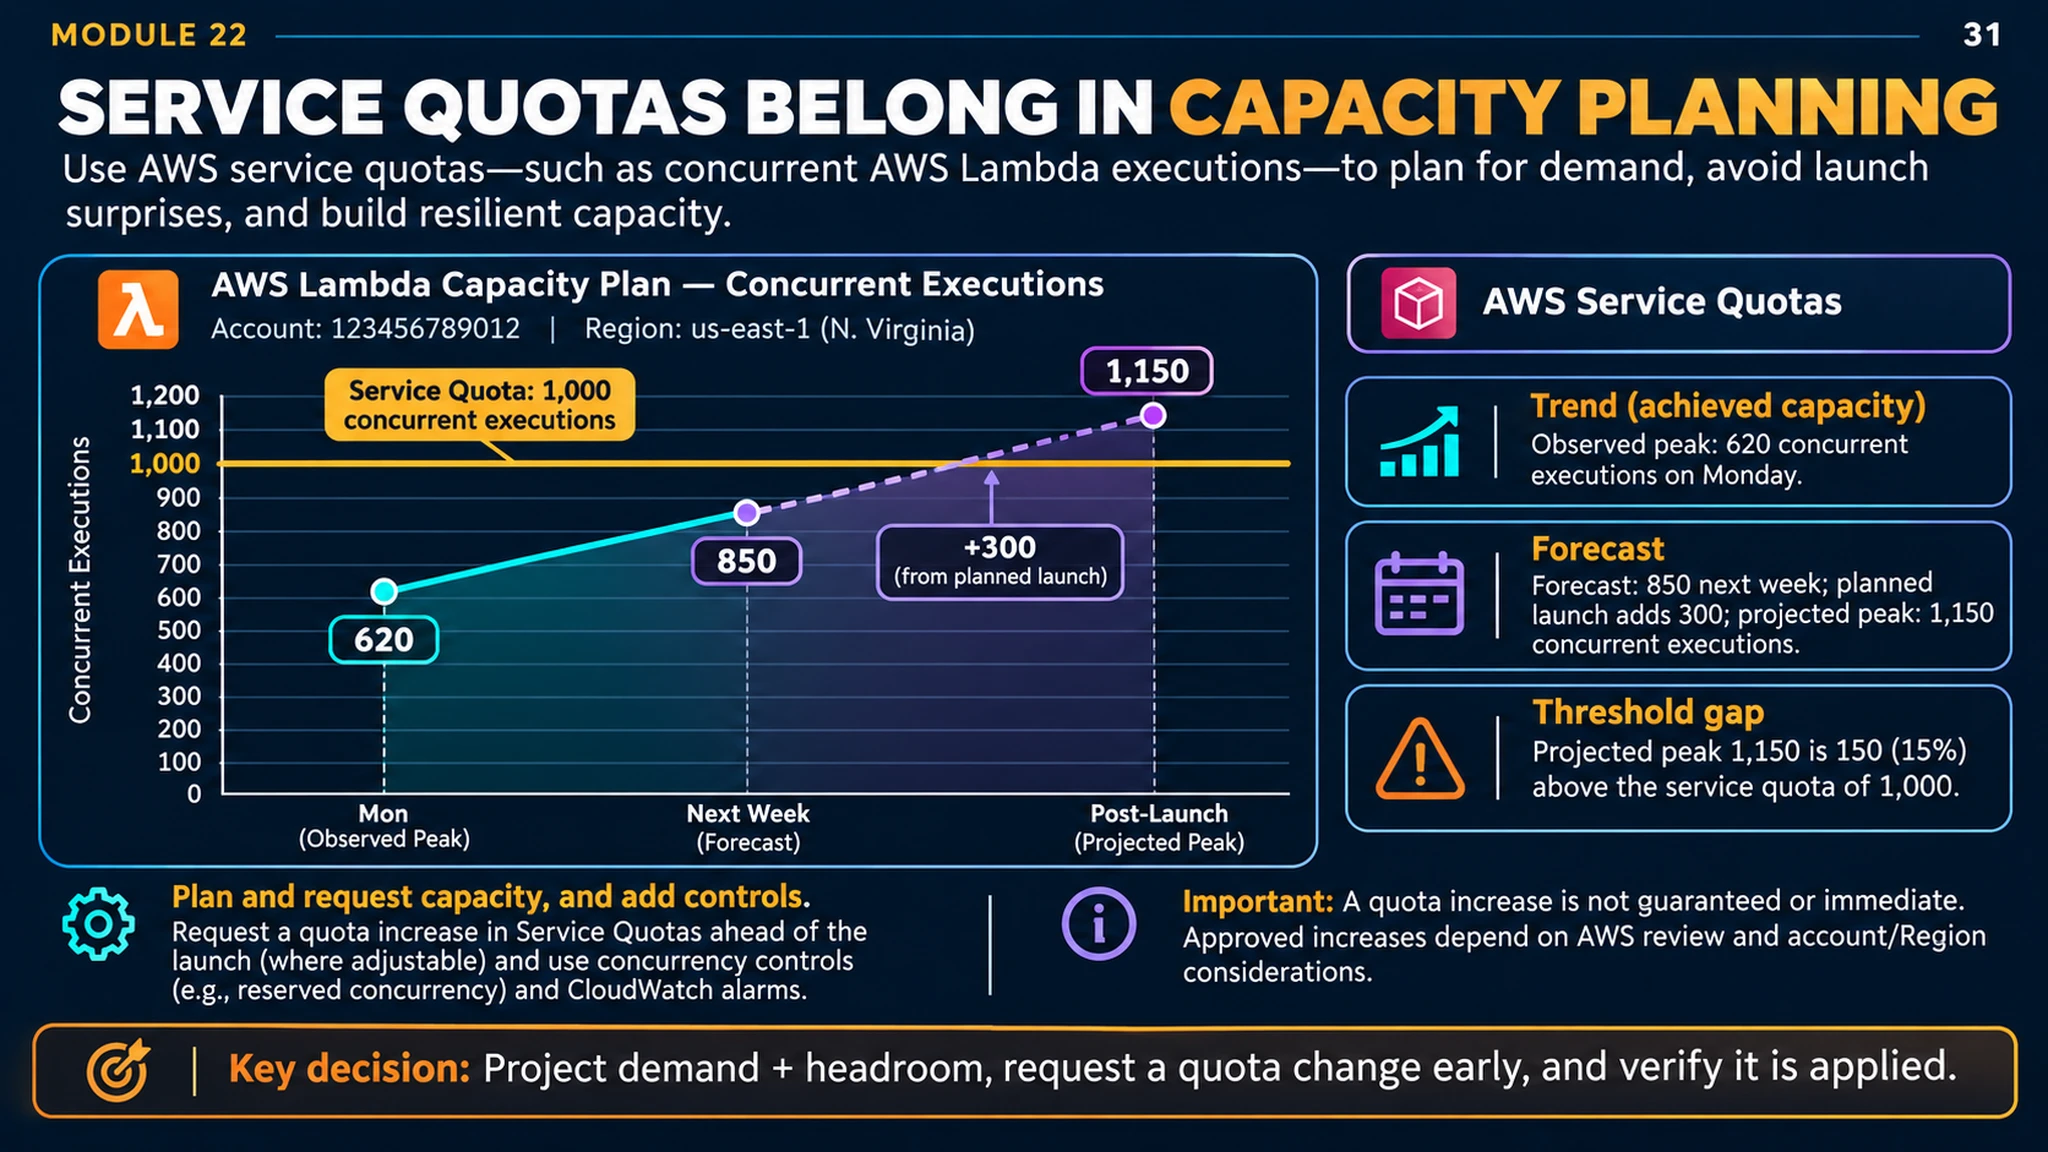 MODULE 22
31
SERVICE QUOTAS BELONG IN CAPACITY PLANNING
Use AWS service quotas—such as concurrent AWS Lambda executions—to plan for demand, avoid launch
surprises, and build resilient capacity.
AWS Lambda Capacity Plan — Concurrent Executions
Account: 123456789012 | Region: us-east-1 (N. Virginia)
Concurrent Executions
1,200
1,100
1,000
900
800
700
600
500
400
300
200
100
0
Service Quota: 1,000
concurrent executions
620
850
+300
(from planned launch)
1,150
Mon
(Observed Peak)
Next Week
(Forecast)
Post-Launch
(Projected Peak)
AWS Service Quotas
Trend (achieved capacity)
Observed peak: 620 concurrent
executions on Monday.
Forecast
Forecast: 850 next week; planned
launch adds 300; projected peak: 1,150
concurrent executions.
Threshold gap
Projected peak 1,150 is 150 (15%)
above the service quota of 1,000.
Plan and request capacity, and add controls.
Request a quota increase in Service Quotas ahead of the
launch (where adjustable) and use concurrency controls
(e.g., reserved concurrency) and CloudWatch alarms.
Important: A quota increase is not guaranteed or immediate.
Approved increases depend on AWS review and account/Region
considerations.
Key decision: Project demand + headroom, request a quota change early, and verify it is applied.